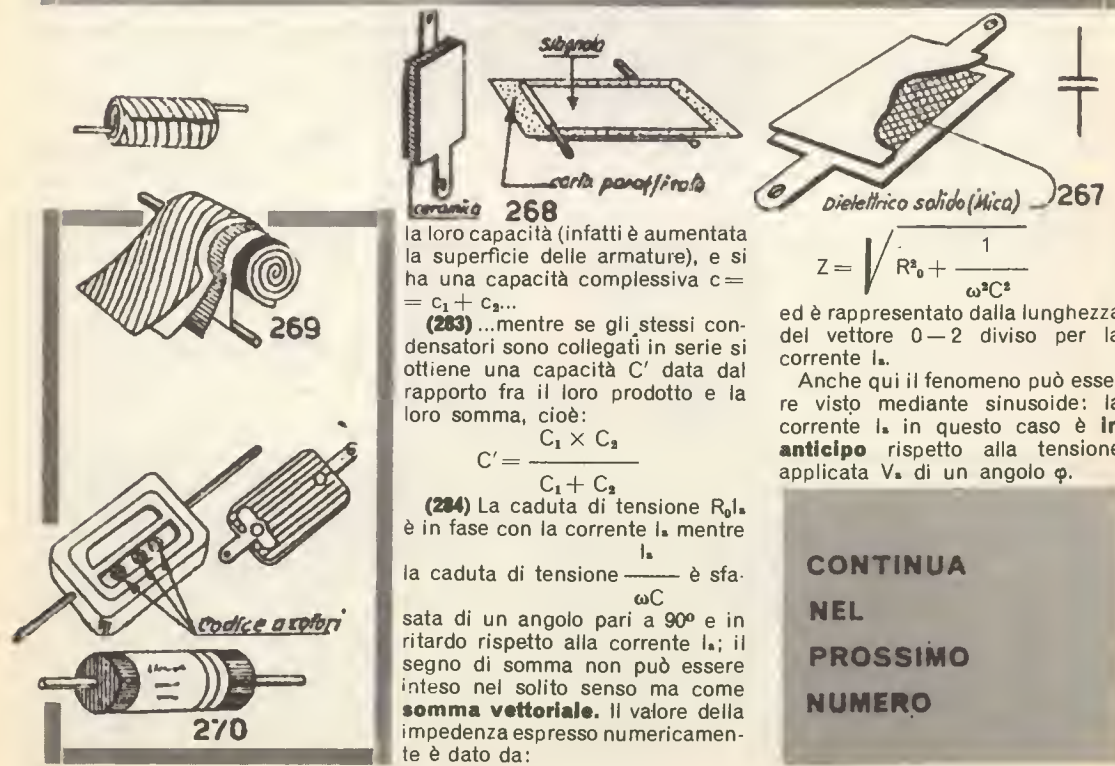 269
codice a colori
270
stagnola
carta paraffinata
ceramica 268
la loro capacità (infatti è aumentata
la superficie delle armature), e si
ha una capacità complessiva c =
= c₁ + c₂...
(283) ...mentre se gli stessi con-
densatori sono collegati in serie si
ottiene una capacità C′ data dal
rapporto fra il loro prodotto e la
loro somma, cioè:
C₁ × C₂
C′ = ―――
C₁ + C₂
(284) La caduta di tensione R₀Iₐ
è in fase con la corrente Iₐ mentre
Iₐ
la caduta di tensione ――― è sfa-
ωC
sata di un angolo pari a 90º e in
ritardo rispetto alla corrente Iₐ; il
segno di somma non può essere
inteso nel solito senso ma come
somma vettoriale. Il valore della
impedenza espresso numericamen-
te è dato da:
Dielettrico solido (Mica) 267
Z = √ R²₀ + 1 / ω²C²
ed è rappresentato dalla lunghezza
del vettore 0 — 2 diviso per la
corrente Iₐ.
Anche qui il fenomeno può esse-
re visto mediante sinusoide: la
corrente Iₐ in questo caso è in
anticipo rispetto alla tensione
applicata Vₐ di un angolo φ.
CONTINUA
NEL
PROSSIMO
NUMERO